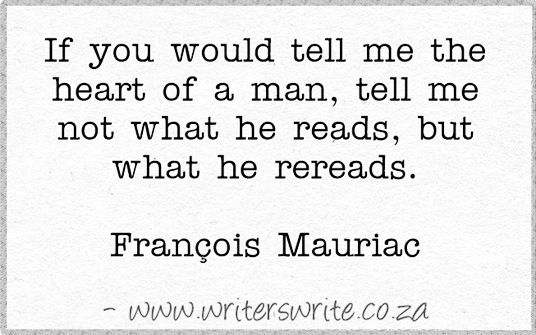 If you would tell me the
heart of a man, tell me
not what he reads, but
what he rereads.
François Mauriac
- www.writerswrite.co.za